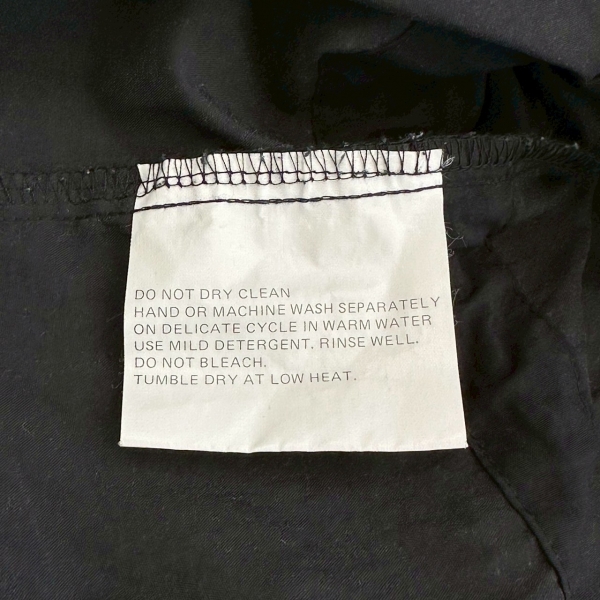 DO NOT DRY CLEAN
HAND OR MACHINE WASH SEPARATELY
ON DELICATE CYCLE IN WARM WATER
USE MILD DETERGENT. RINSE WELL.
DO NOT BLEACH.
TUMBLE DRY AT LOW HEAT.